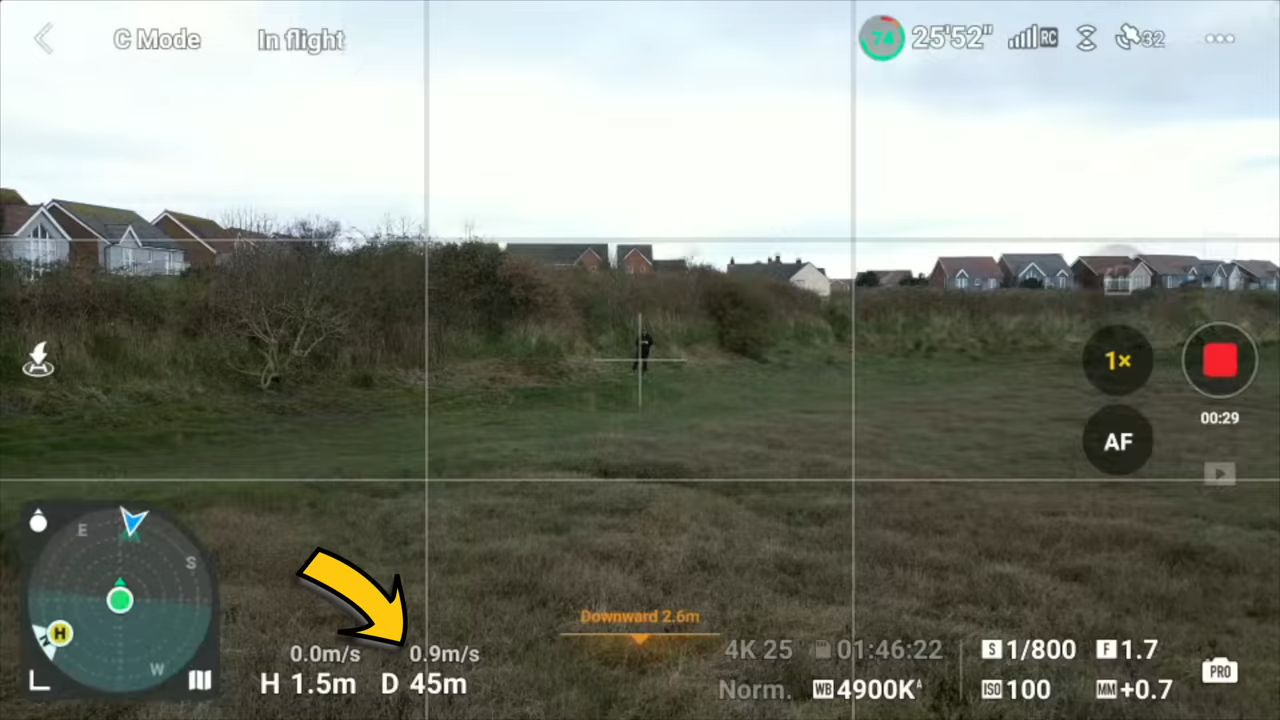 C Mode In flight 74 25'52" RC 32
1×
00:29
AF
E
S
H
N
W
Downward 2.6m
0.0m/s 0.9m/s
H 1.5m D 45m
4K 25 01:46:22 S 1/800 F 1.7
Norm. WB 4900K A ISO 100 MM +0.7
PRO